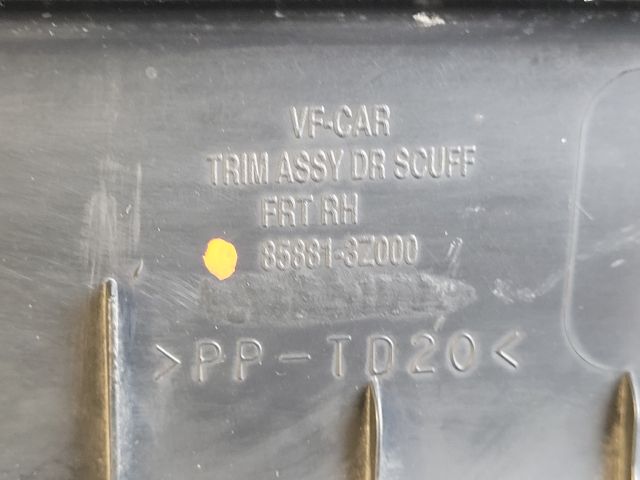 VF-CAR
TRIM ASSY DR SCUFF
FRT RH
85881-3Z000
>PP-TD20<